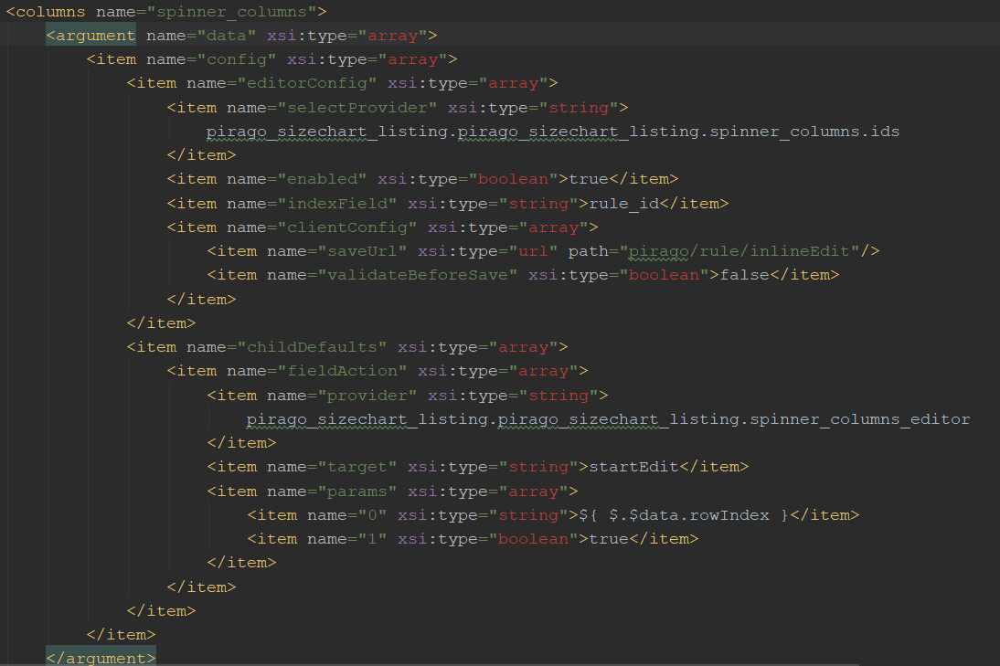 <columns name="spinner_columns">
<argument name="data" xsi:type="array">
<item name="config" xsi:type="array">
<item name="editorConfig" xsi:type="array">
<item name="selectProvider" xsi:type="string">
pirago_sizechart_listing.pirago_sizechart_listing.spinner_columns.ids
</item>
<item name="enabled" xsi:type="boolean">true</item>
<item name="indexField" xsi:type="string">rule_id</item>
<item name="clientConfig" xsi:type="array">
<item name="saveUrl" xsi:type="url" path="pirago/rule/inlineEdit"/>
<item name="validateBeforeSave" xsi:type="boolean">false</item>
</item>
</item>
<item name="childDefaults" xsi:type="array">
<item name="fieldAction" xsi:type="array">
<item name="provider" xsi:type="string">
pirago_sizechart_listing.pirago_sizechart_listing.spinner_columns_editor
</item>
<item name="target" xsi:type="string">startEdit</item>
<item name="params" xsi:type="array">
<item name="0" xsi:type="string">${ $.$data.rowIndex }</item>
<item name="1" xsi:type="boolean">true</item>
</item>
</item>
</item>
</item>
</argument>